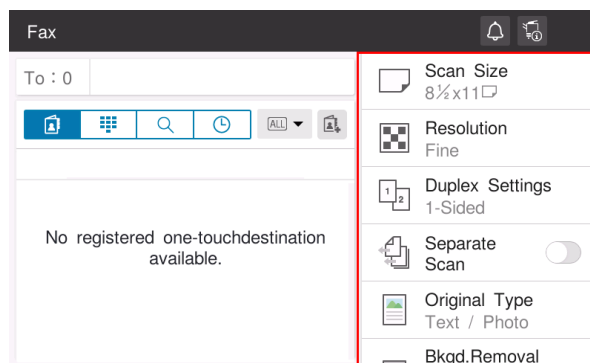 Fax
To : 0
ALL
No registered one-touchdestination
available.
Scan Size
8½x11
Resolution
Fine
1
2
Duplex Settings
1-Sided
Separate
Scan
Original Type
Text / Photo
Bkgd.Removal